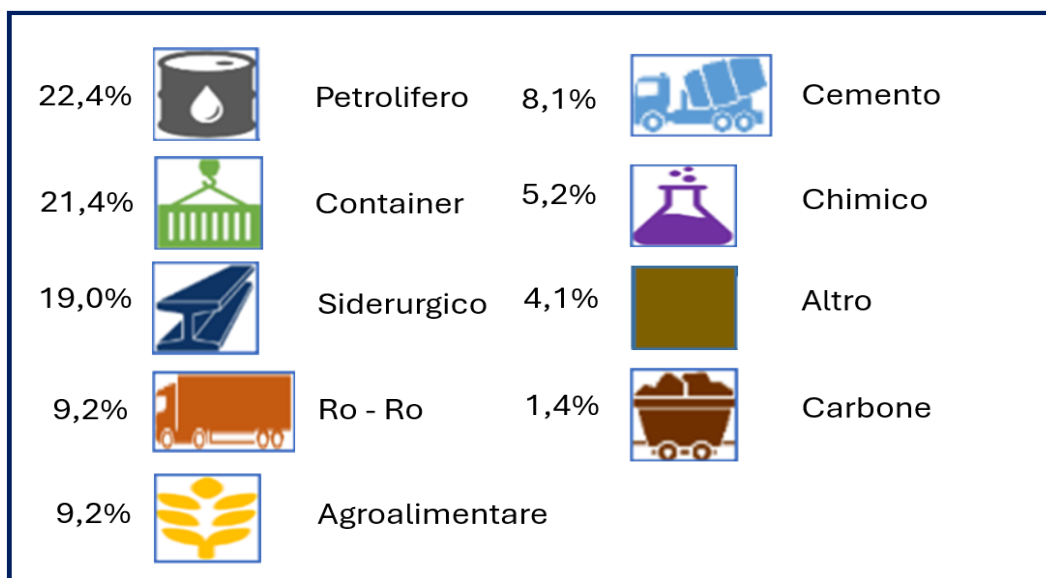 22,4% Petrolifero
21,4% Container
19,0% Siderurgico
9,2% Ro - Ro
9,2% Agroalimentare
8,1% Cemento
5,2% Chimico
4,1% Altro
1,4% Carbone